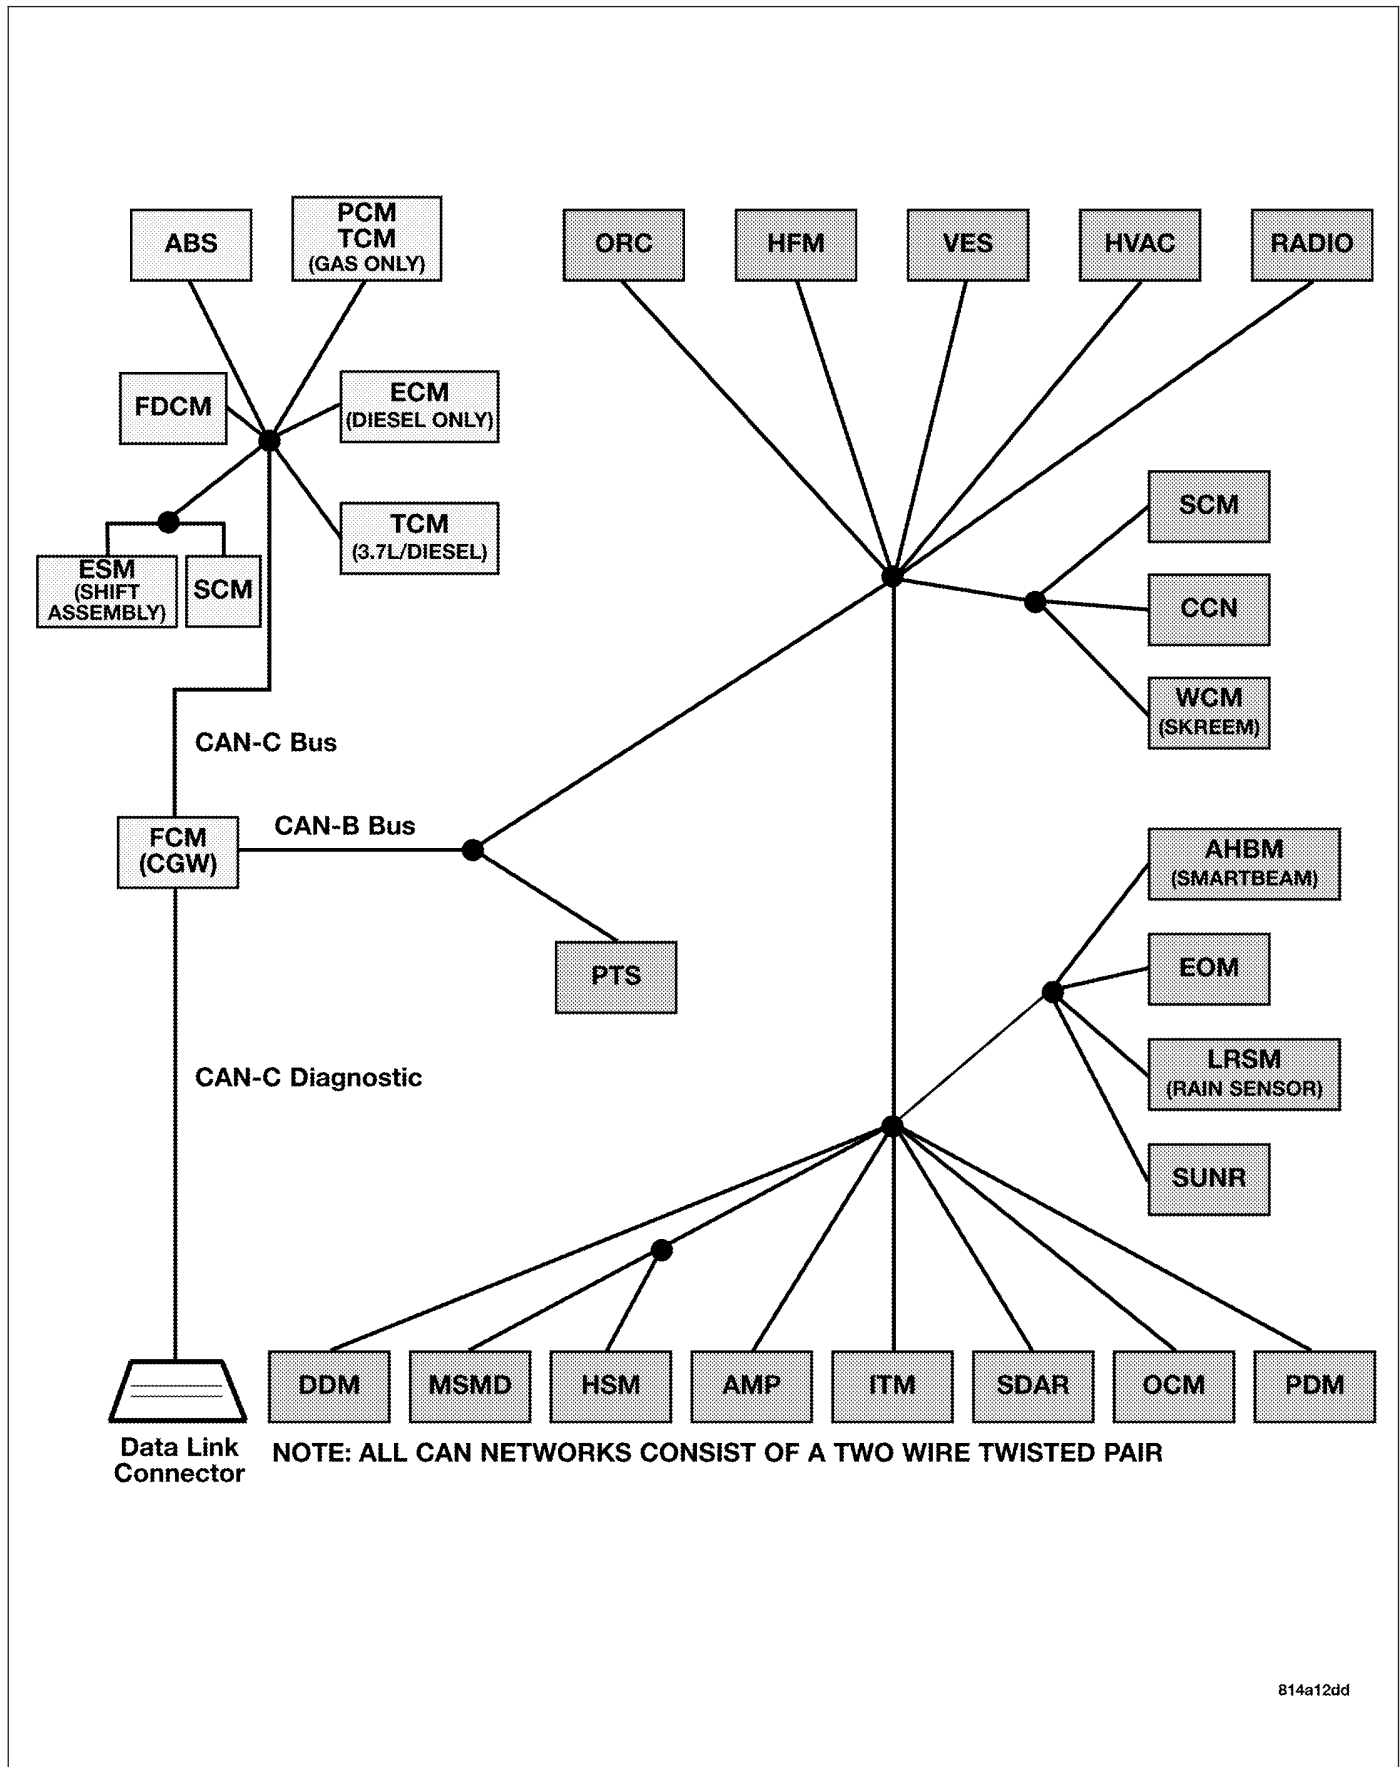 ABS
PCM
TCM
(GAS ONLY)
ORC
HFM
VES
HVAC
RADIO
FDCM
ECM
(DIESEL ONLY)
TCM
(3.7L/DIESEL)
ESM
(SHIFT
ASSEMBLY)
SCM
SCM
CCN
WCM
(SKREEM)
CAN-C Bus
FCM
(CGW)
CAN-B Bus
PTS
AHBM
(SMARTBEAM)
EOM
LRSM
(RAIN SENSOR)
SUNR
CAN-C Diagnostic
DDM
MSMD
HSM
AMP
ITM
SDAR
OCM
PDM
Data Link
Connector
NOTE: ALL CAN NETWORKS CONSIST OF A TWO WIRE TWISTED PAIR
814a12dd